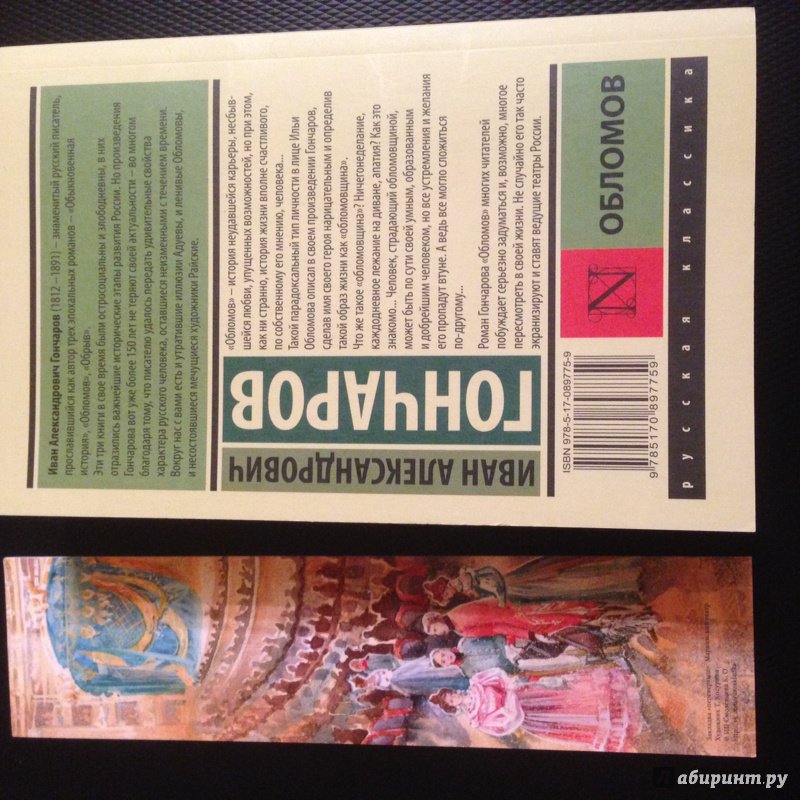 Иван Александрович Гончаров (1812–1891) – знаменитый русский писатель,
прославившийся как автор трех эпохальных романов – «Обыкновенная
история», «Обломов», «Обрыв».
Эти три книги в свое время были остросоциальны и злободневны, в них
отразились важнейшие исторические этапы развития России. Но произведения
Гончарова вот уже более 150 лет не теряют своей актуальности – во многом
благодаря тому, что писателю удалось передать удивительные свойства
характера русского человека, оставшиеся неизменными с течением времени.
Вокруг нас с вами есть и утратившие иллюзии Адуевы, и ленивые Обломовы,
и несостоявшиеся мечущиеся художники Райские.
ИВАН АЛЕКСАНДРОВИЧ
ГОНЧАРОВ
«Обломов» – история неудавшейся карьеры, несбыв-
шейся любви, упущенных возможностей, но при этом,
как ни странно, история жизни вполне счастливого,
по собственному его мнению, человека...
Такой парадоксальный тип личности в лице Ильи
Обломова описал в своем произведении Гончаров,
сделав имя своего героя нарицательным и определив
такой образ жизни как «обломовщина».
Что же такое «обломовщина»? Ничегонеделание,
каждодневное лежание на диване, апатия? Как это
знакомо... Человек, страдающий обломовщиной,
может быть по сути своей умным, образованным
и добрейшим человеком, но все устремления и желания
его пропадут втуне. А ведь все могло сложиться
по-другому...
Роман Гончарова «Обломов» многих читателей
побуждает серьезно задуматься и, возможно, многое
пересмотреть в своей жизни. Не случайно его так часто
экранизируют и ставят ведущие театры России.
ISBN 978-5-17-089775-9
9 785170 897759
N
ОБЛОМОВ
русская классика
Лабиринт.ру